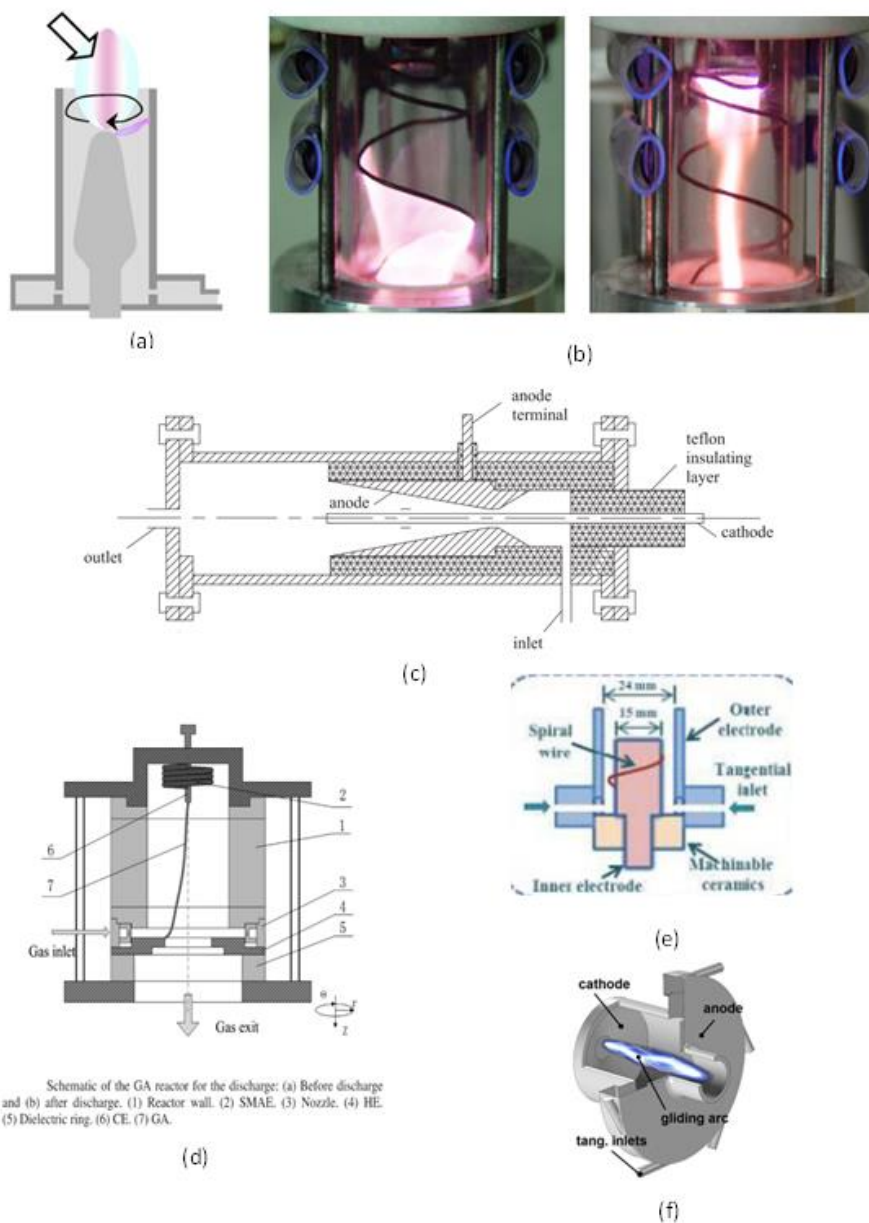 (a)
(b)
anode
terminal
teflon
insulating
layer
anode
cathode
outlet
inlet
(c)
2
1
6
7
3
4
5
Gas inlet
Θ
r
Z
Gas exit
Schematic of the GA reactor for the discharge: (a) Before discharge
and (b) after discharge. (1) Reactor wall. (2) SMAE. (3) Nozzle. (4) HE.
(5) Dielectric ring. (6) CE. (7) GA.
(d)
24 mm
15 mm
Spiral
wire
Outer
electrode
Tangential
inlet
Inner electrode
Machinable
ceramics
(e)
cathode
anode
gliding arc
tang. inlets
(f)